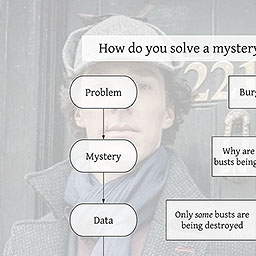 How do you solve a mystery
221
Problem
Bur
Mystery
Why are
busts being
Data
Only some busts are
being destroyed